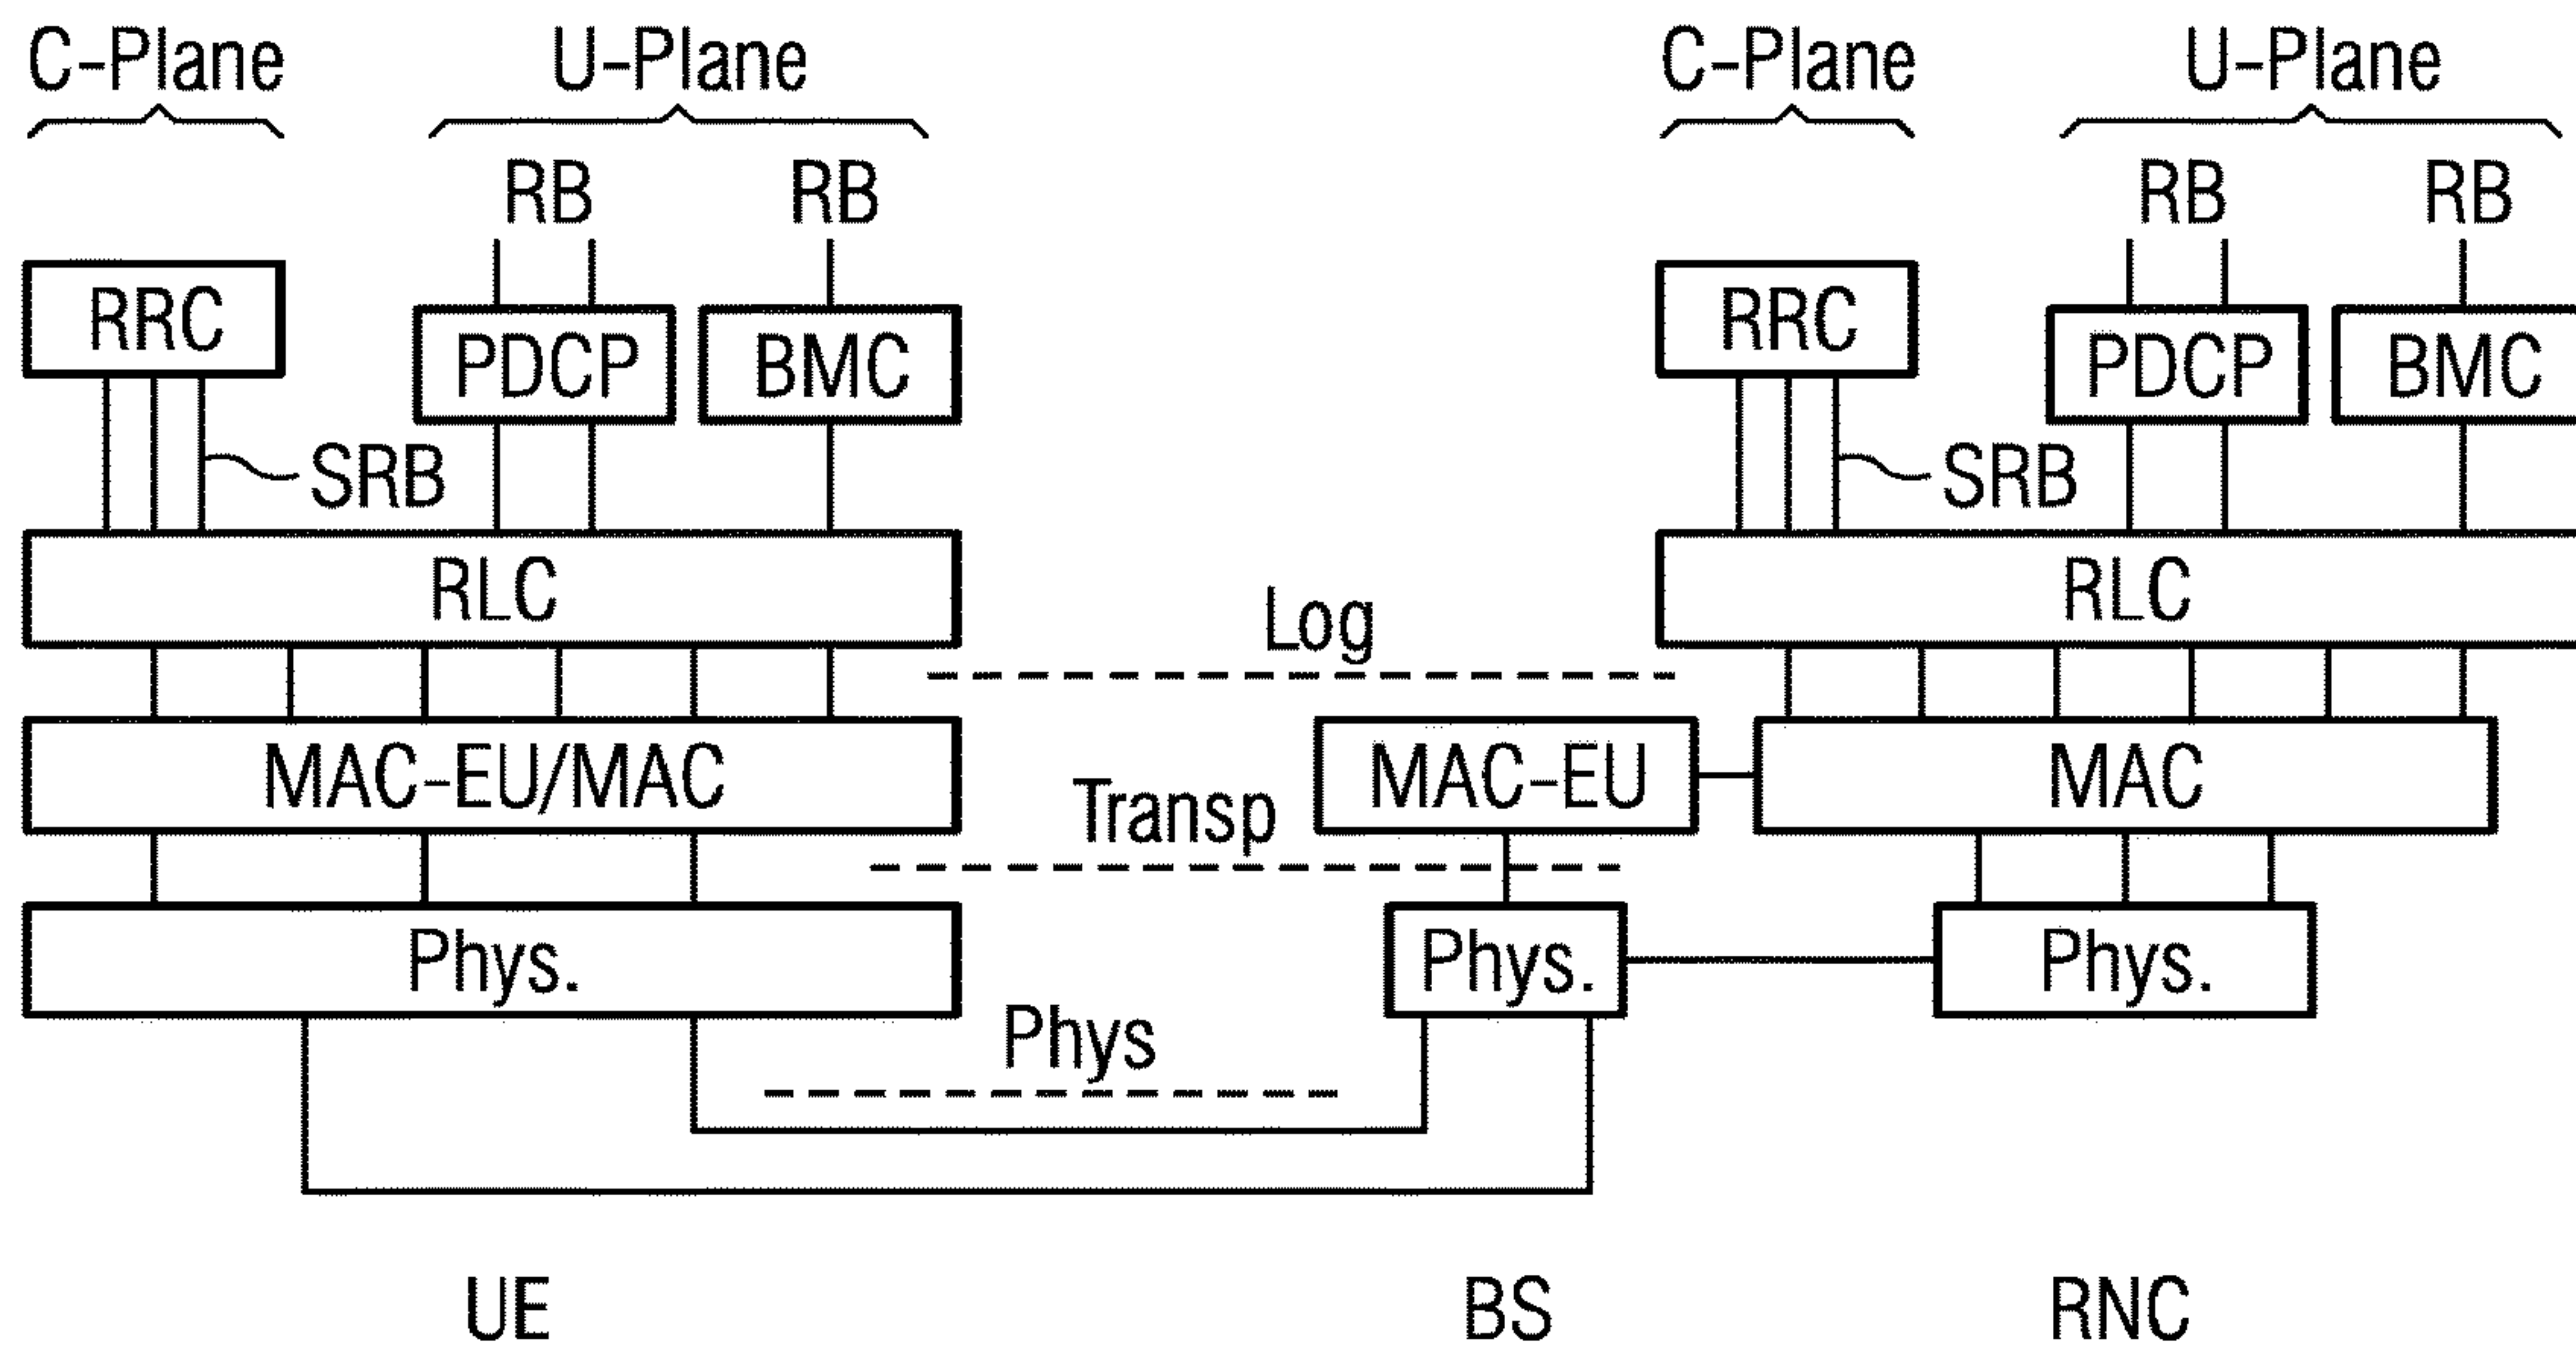 C-Plane U-Plane C-Plane U-Plane
RB RB RB RB
RRC RRC
PDCP BMC PDCP BMC
SRB SRB
RLC Log RLC
MAC-EU/MAC Transp MAC-EU MAC
Phys. Phys. Phys.
Phys
UE BS RNC